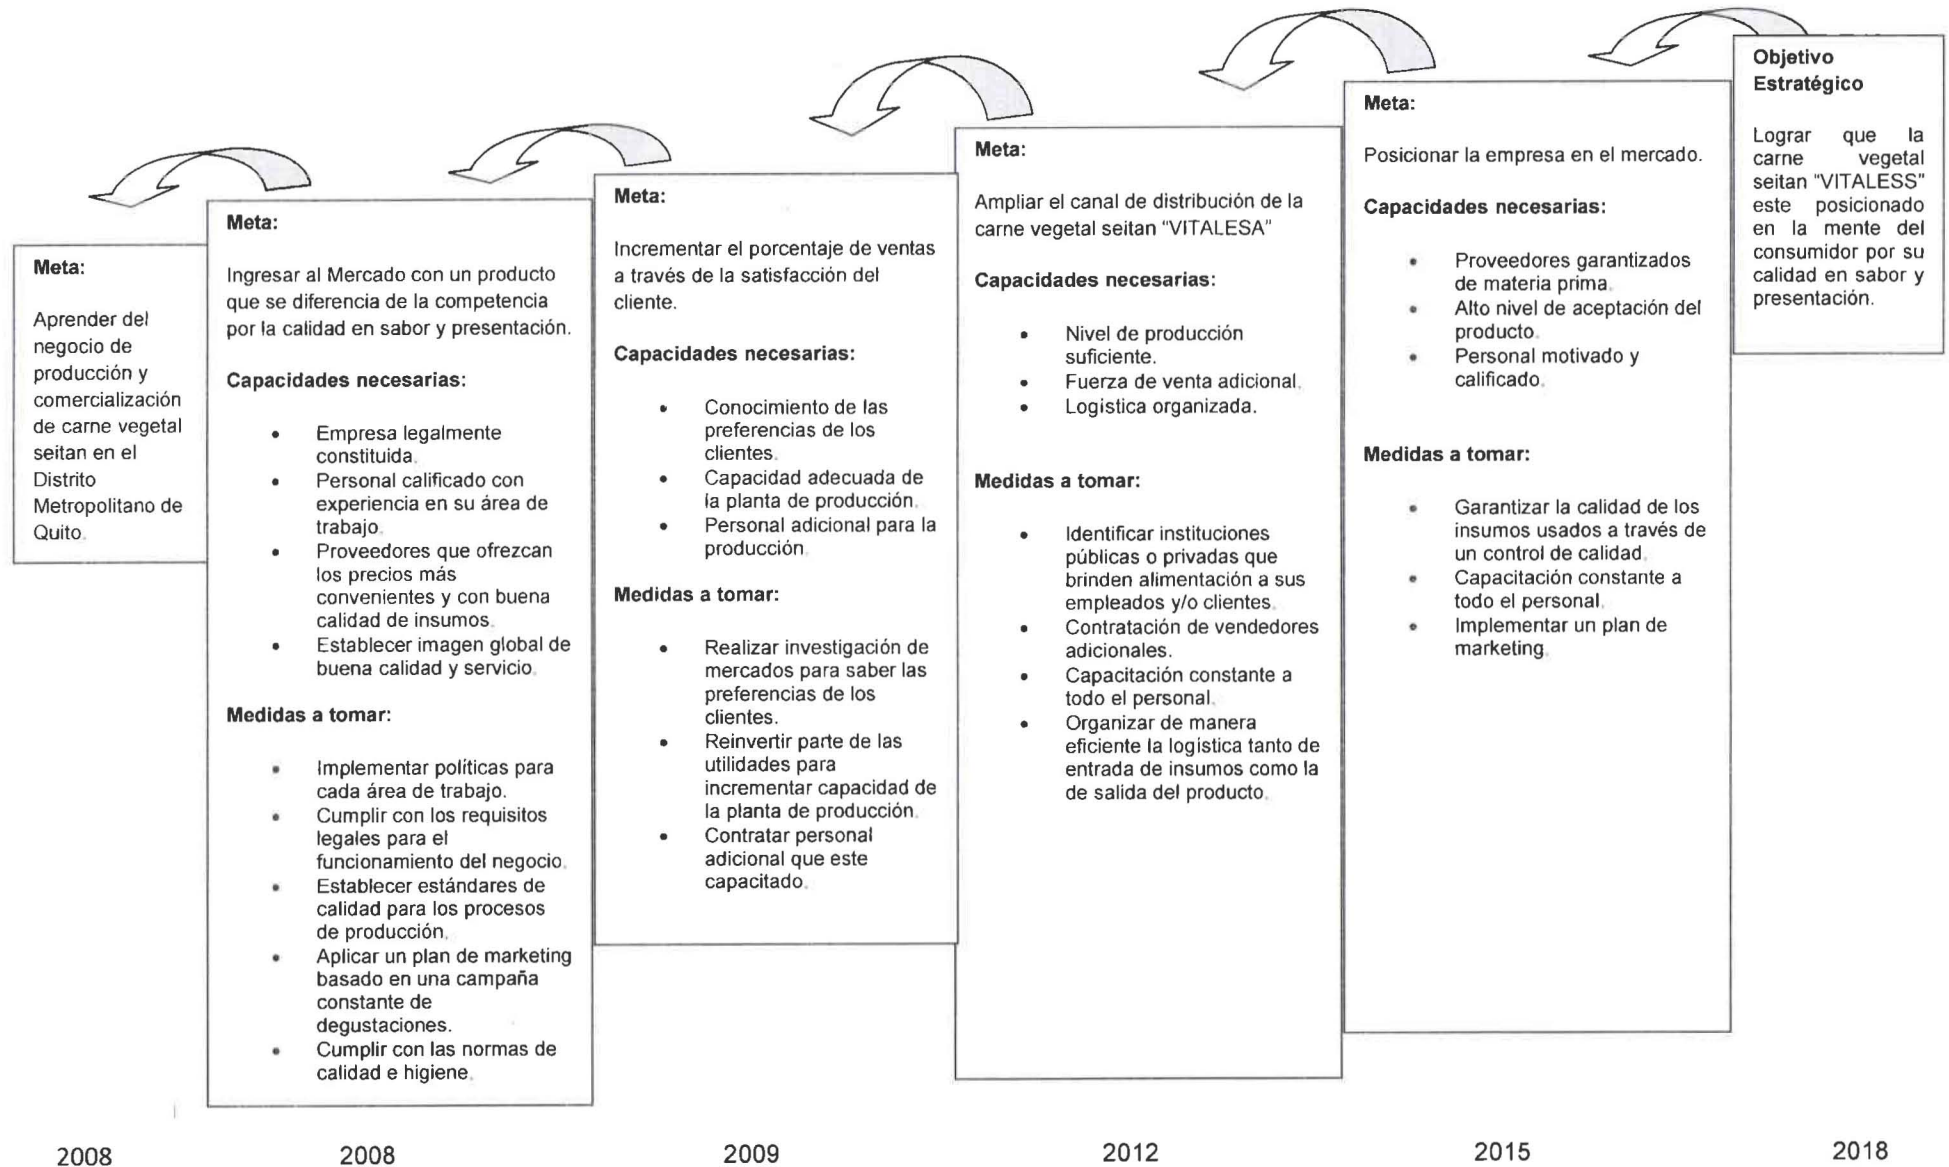 Meta:
Aprender del
negocio de
producción y
comercialización
de carne vegetal
seitan en el
Distrito
Metropolitano de
Quito.
Meta:
Ingresar al Mercado con un producto
que se diferencia de la competencia
por la calidad en sabor y presentación.
Capacidades necesarias:
• Empresa legalmente
constituida.
• Personal calificado con
experiencia en su área de
trabajo.
• Proveedores que ofrezcan
los precios más
convenientes y con buena
calidad de insumos.
• Establecer imagen global de
buena calidad y servicio.
Medidas a tomar:
• Implementar políticas para
cada área de trabajo.
• Cumplir con los requisitos
legales para el
funcionamiento del negocio.
• Establecer estándares de
calidad para los procesos
de producción.
• Aplicar un plan de marketing
basado en una campaña
constante de
degustaciones.
• Cumplir con las normas de
calidad e higiene.
Meta:
Incrementar el porcentaje de ventas
a través de la satisfacción del
cliente.
Capacidades necesarias:
• Conocimiento de las
preferencias de los
clientes.
• Capacidad adecuada de
la planta de producción.
• Personal adicional para la
producción.
Medidas a tomar:
• Realizar investigación de
mercados para saber las
preferencias de los
clientes.
• Reinvertir parte de las
utilidades para
incrementar capacidad de
la planta de producción.
• Contratar personal
adicional que este
capacitado.
Meta:
Ampliar el canal de distribución de la
carne vegetal seitan "VITALESA"
Capacidades necesarias:
• Nivel de producción
suficiente.
• Fuerza de venta adicional.
• Logística organizada.
Medidas a tomar:
• Identificar instituciones
públicas o privadas que
brinden alimentación a sus
empleados y/o clientes.
• Contratación de vendedores
adicionales.
• Capacitación constante a
todo el personal.
• Organizar de manera
eficiente la logística tanto de
entrada de insumos como la
de salida del producto.
Meta:
Posicionar la empresa en el mercado.
Capacidades necesarias:
• Proveedores garantizados
de materia prima.
• Alto nivel de aceptación del
producto.
• Personal motivado y
calificado.
Medidas a tomar:
• Garantizar la calidad de los
insumos usados a través de
un control de calidad.
• Capacitación constante a
todo el personal.
• Implementar un plan de
marketing.
Objetivo
Estratégico
Lograr que la
carne vegetal
seitan "VITALESS"
este posicionado
en la mente del
consumidor por su
calidad en sabor y
presentación.
2008
2008
2009
2012
2015
2018